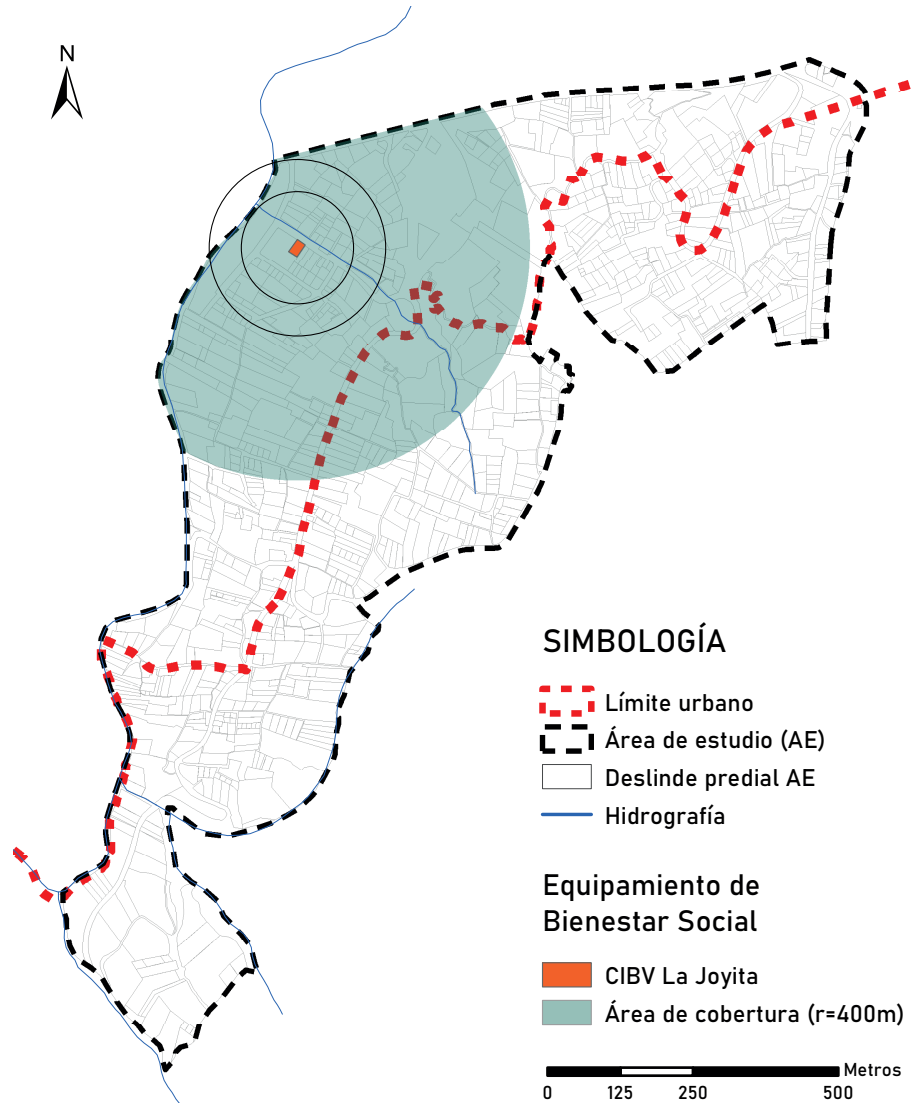 N
SIMBOLOGÍA
Límite urbano
Área de estudio (AE)
Deslinde predial AE
Hidrografía
Equipamiento de
Bienestar Social
CIBV La Joyita
Área de cobertura (r=400m)
Metros
0 125 250 500